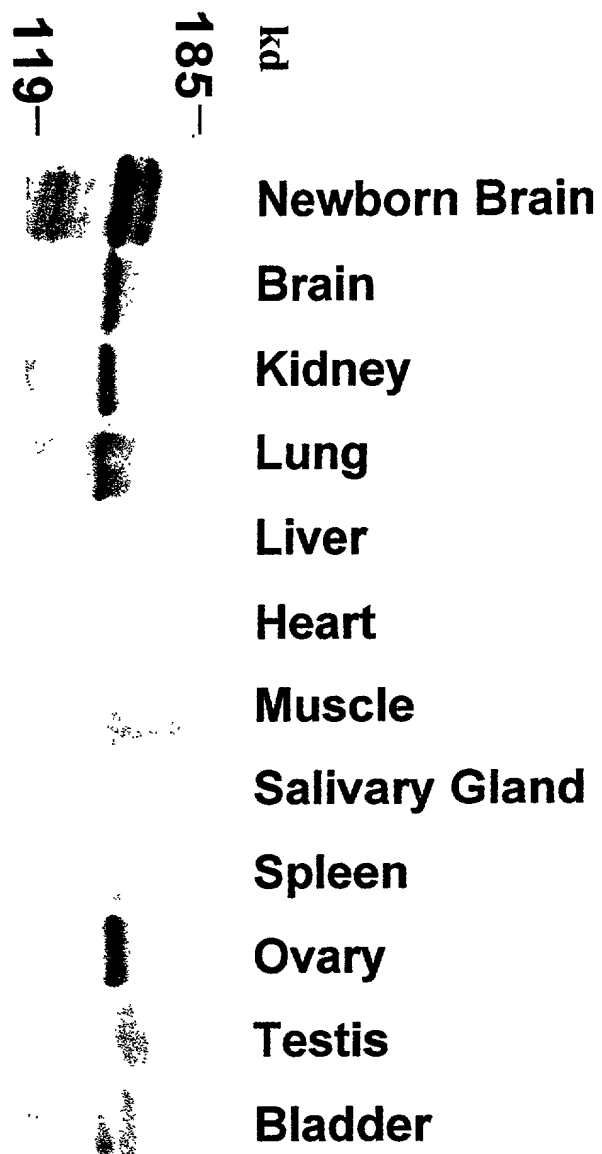 kd
185–
119–
Newborn Brain
Brain
Kidney
Lung
Liver
Heart
Muscle
Salivary Gland
Spleen
Ovary
Testis
Bladder